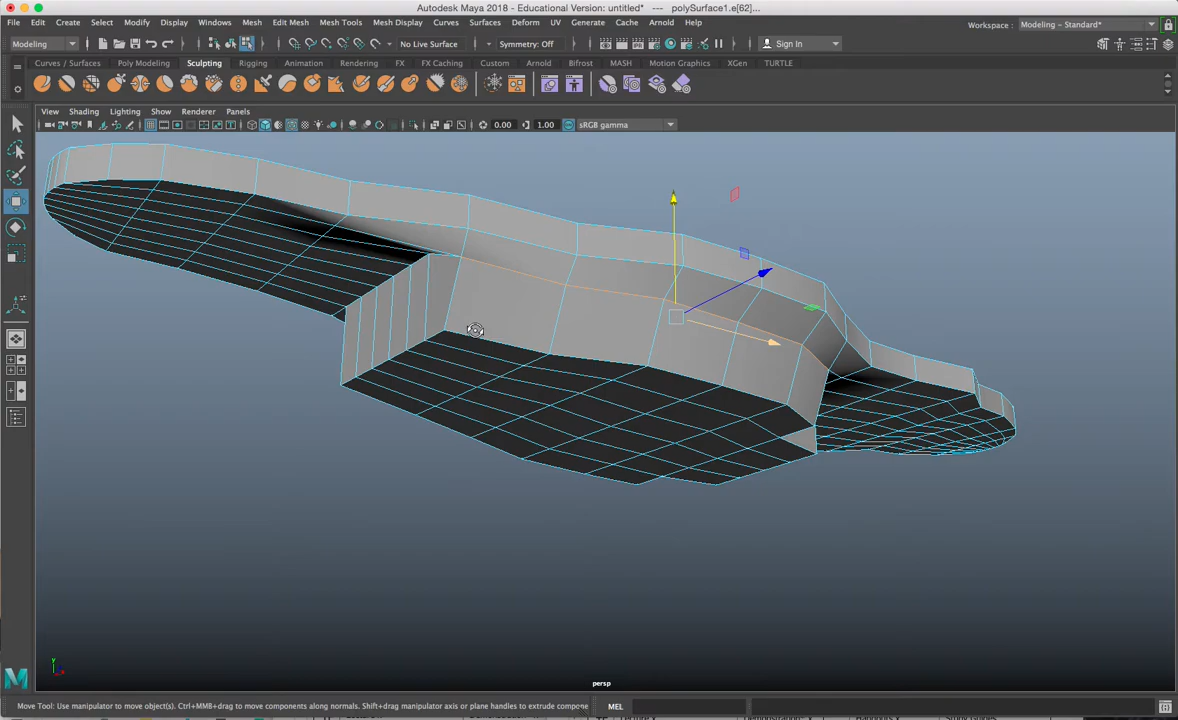 Autodesk Maya 2018 - Educational Version: untitled* --- polySurface1.e[62]...
File Edit Create Select Modify Display Windows Mesh Edit Mesh Mesh Tools Mesh Display Curves Surfaces Deform UV Generate Cache Arnold Help
Workspace : Modeling - Standard*
Modeling No Live Surface Symmetry: Off Sign In
Curves / Surfaces Poly Modeling Sculpting Rigging Animation Rendering FX FX Caching Custom Arnold Bifrost MASH Motion Graphics XGen TURTLE
View Shading Lighting Show Renderer Panels
0.00 1.00 sRGB gamma
y
persp
Move Tool: Use manipulator to move object(s). Ctrl+MMB+drag to move components along normals. Shift+drag manipulator axis or plane handles to extrude compone
MEL